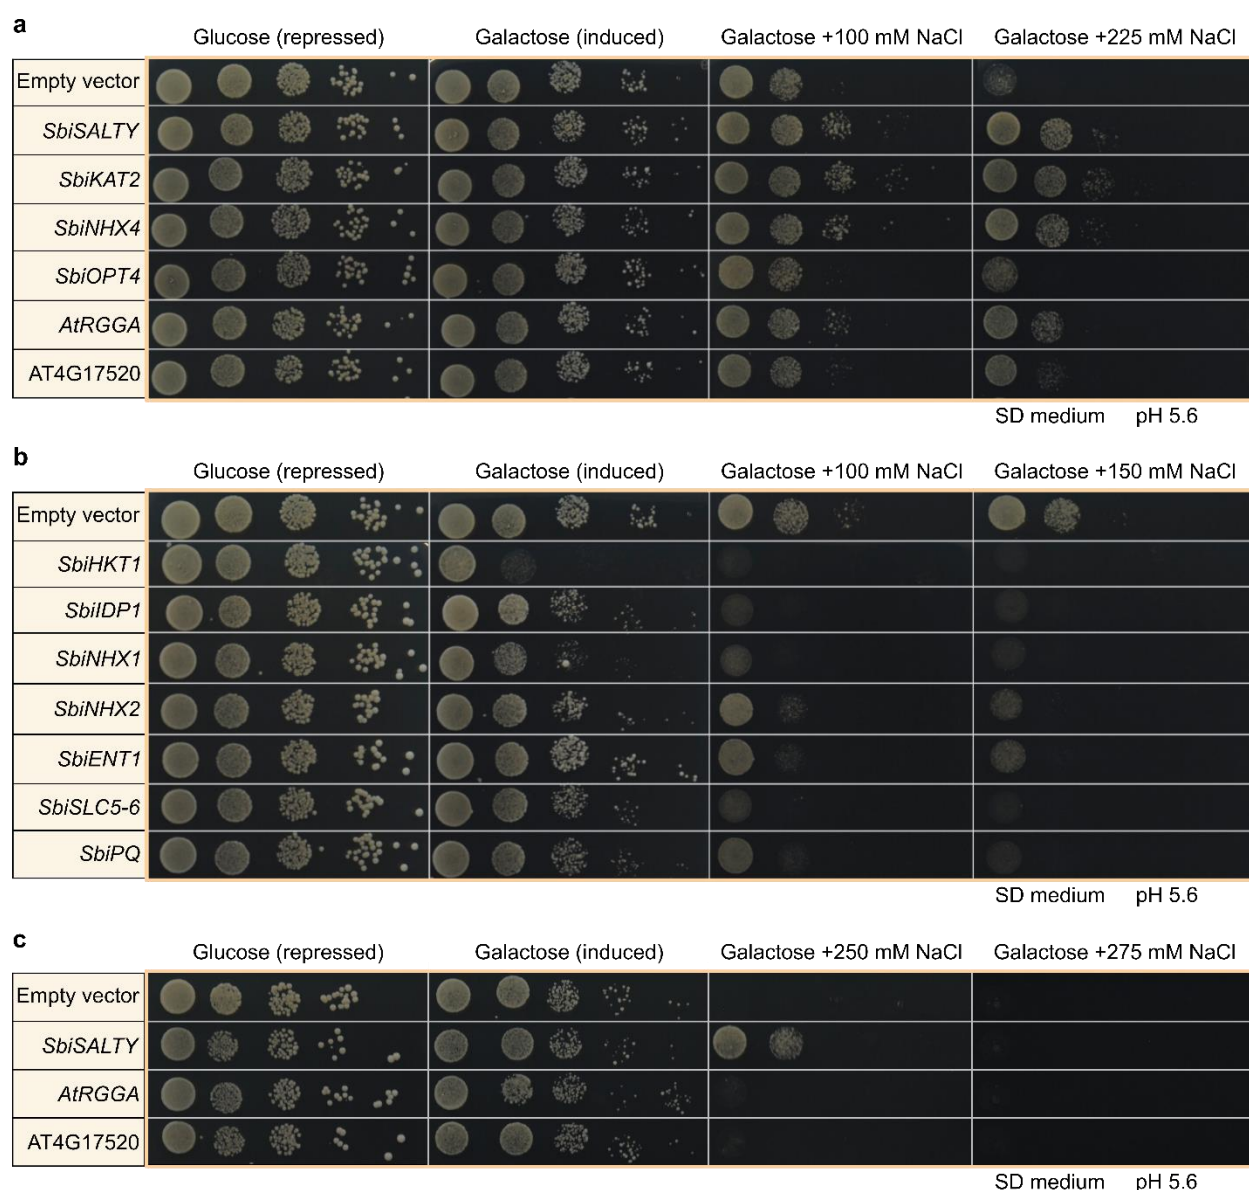 a
Glucose (repressed) Galactose (induced) Galactose +100 mM NaCl Galactose +225 mM NaCl
Empty vector
SbiSALTY
SbiKAT2
SbiNHX4
SbiOPT4
AtRGGA
AT4G17520
SD medium pH 5.6
b
Glucose (repressed) Galactose (induced) Galactose +100 mM NaCl Galactose +150 mM NaCl
Empty vector
SbiHKT1
SbiIDP1
SbiNHX1
SbiNHX2
SbiENT1
SbiSLC5-6
SbiPQ
SD medium pH 5.6
c
Glucose (repressed) Galactose (induced) Galactose +250 mM NaCl Galactose +275 mM NaCl
Empty vector
SbiSALTY
AtRGGA
AT4G17520
SD medium pH 5.6